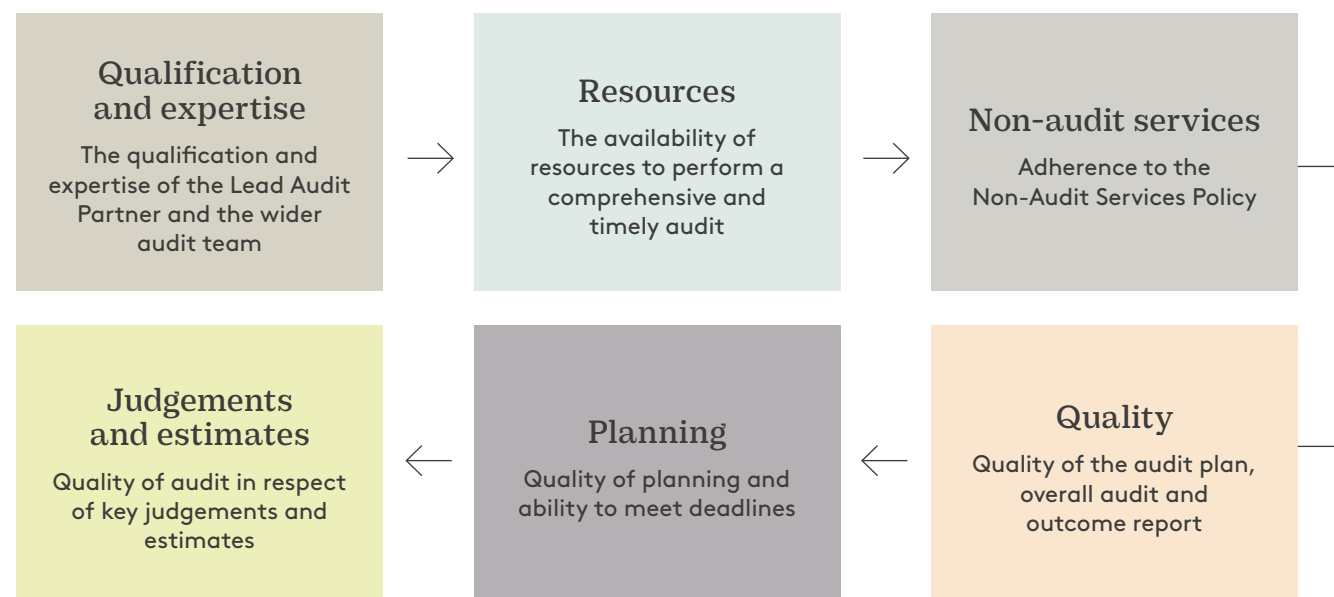 Qualification
and expertise
The qualification and
expertise of the Lead Audit
Partner and the wider
audit team
Resources
The availability of
resources to perform a
comprehensive and
timely audit
Non-audit services
Adherence to the
Non-Audit Services Policy
Judgements
and estimates
Quality of audit in respect
of key judgements and
estimates
Planning
Quality of planning and
ability to meet deadlines
Quality
Quality of the audit plan,
overall audit and
outcome report